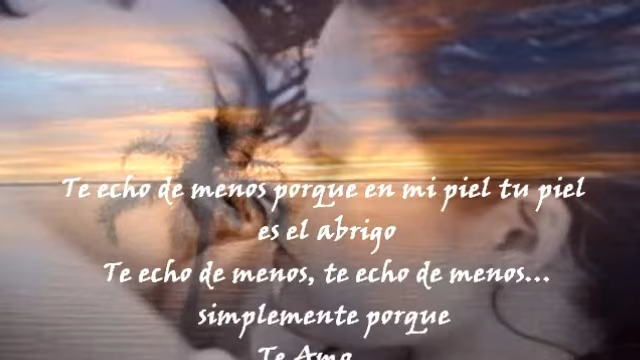 Te echo de menos porque en mi piel tu piel
es el abrigo
Te echo de menos, te echo de menos...
simplemente porque
Te Amo